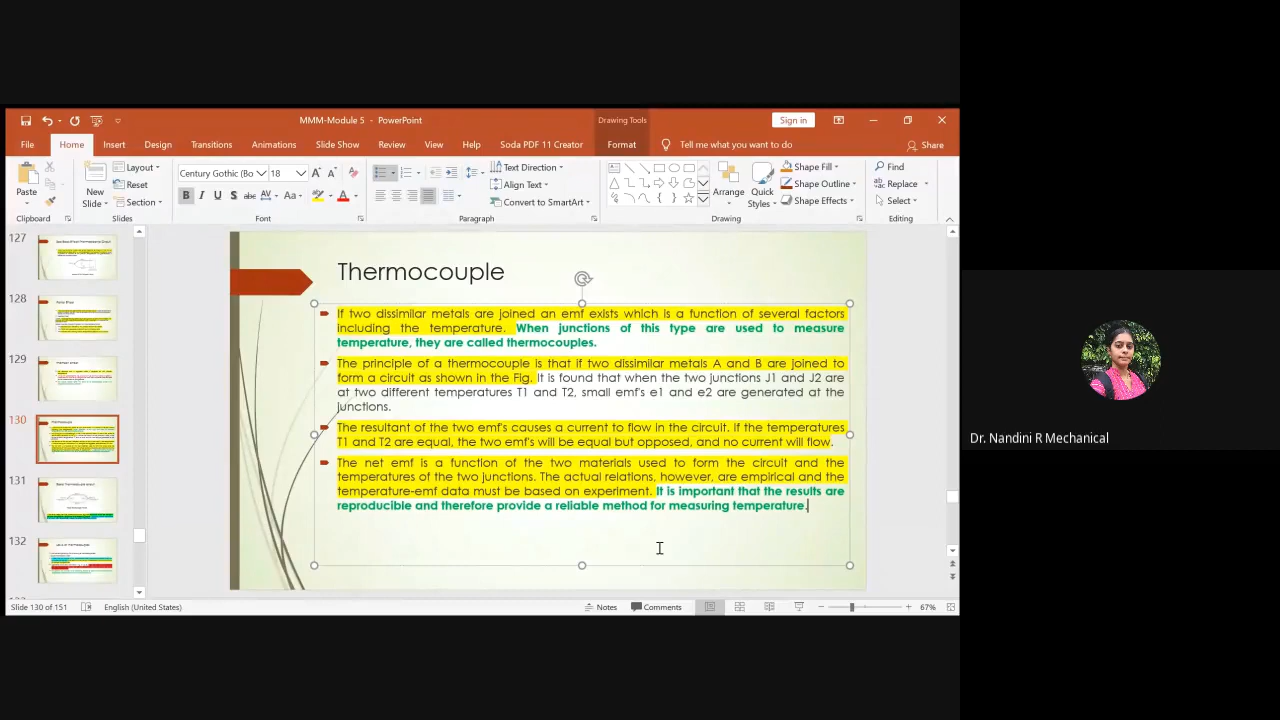 MMM-Module 5 - PowerPoint
Drawing Tools
Sign in
File Home Insert Design Transitions Animations Slide Show Review View Help Soda PDF 11 Creator Format Tell me what you want to do Share
Paste
New Slide
Layout
Reset
Section
Century Gothic (Bo 18
B I U S abc AV Aa A
Text Direction
Align Text
Convert to SmartArt
Arrange
Quick Styles
Shape Fill
Shape Outline
Shape Effects
Find
Replace
Select
Clipboard Slides Font Paragraph Drawing Editing
127
128
129
130
131
132
Thermocouple
If two dissimilar metals are joined an emf exists which is a function of several factors
including the temperature. When junctions of this type are used to measure
temperature, they are called thermocouples.
The principle of a thermocouple is that if two dissimilar metals A and B are joined to
form a circuit as shown in the Fig. It is found that when the two junctions J1 and J2 are
at two different temperatures T1 and T2, small emf's e1 and e2 are generated at the
junctions.
The resultant of the two emf's causes a current to flow in the circuit. If the temperatures
T1 and T2 are equal, the two emf's will be equal but opposed, and no current will flow.
The net emf is a function of the two materials used to form the circuit and the
temperatures of the two junctions. The actual relations, however, are empirical and the
temperature-emf data must be based on experiment. It is important that the results are
reproducible and therefore provide a reliable method for measuring temperature.
Dr. Nandini R Mechanical
Slide 130 of 151 English (United States) Notes Comments 67%